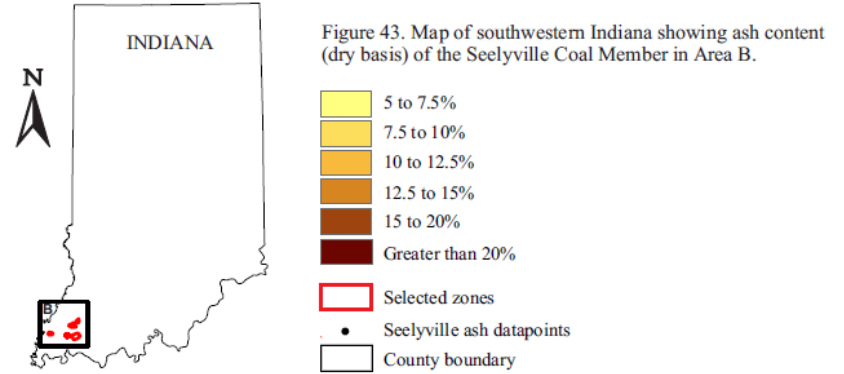 INDIANA
N
B
Figure 43. Map of southwestern Indiana showing ash content
(dry basis) of the Seelyville Coal Member in Area B.
5 to 7.5%
7.5 to 10%
10 to 12.5%
12.5 to 15%
15 to 20%
Greater than 20%
Selected zones
Seelyville ash datapoints
County boundary